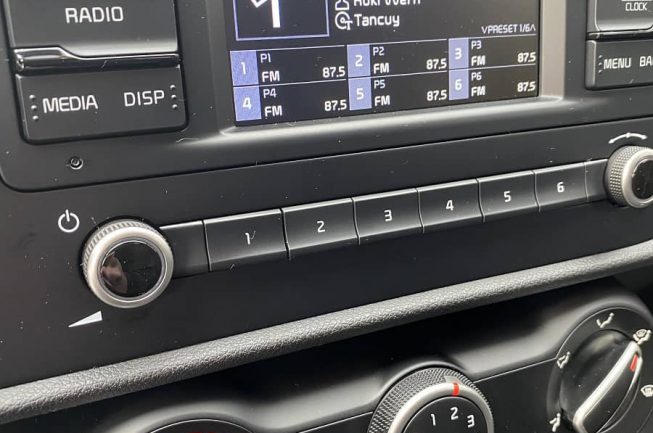 RADIO
MEDIA DISP
Tancuy
VPRESET 1/6
1 P1 FM 87.5
2 P2 FM 87.5
3 P3 FM 87.5
4 P4 FM 87.5
5 P5 FM 87.5
6 P6 FM 87.5
CLOCK
MENU
1 2 3 4 5 6
1 2 3